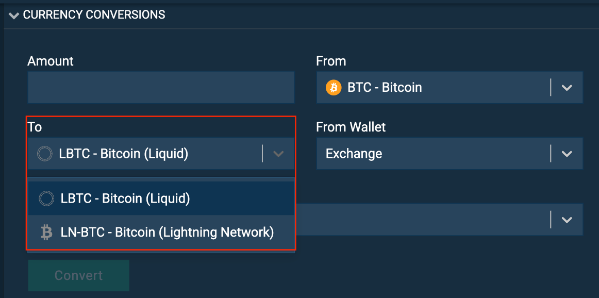 CURRENCY CONVERSIONS
Amount
From
BTC - Bitcoin
To
From Wallet
LBTC - Bitcoin (Liquid)
Exchange
LBTC - Bitcoin (Liquid)
LN-BTC - Bitcoin (Lightning Network)
Convert